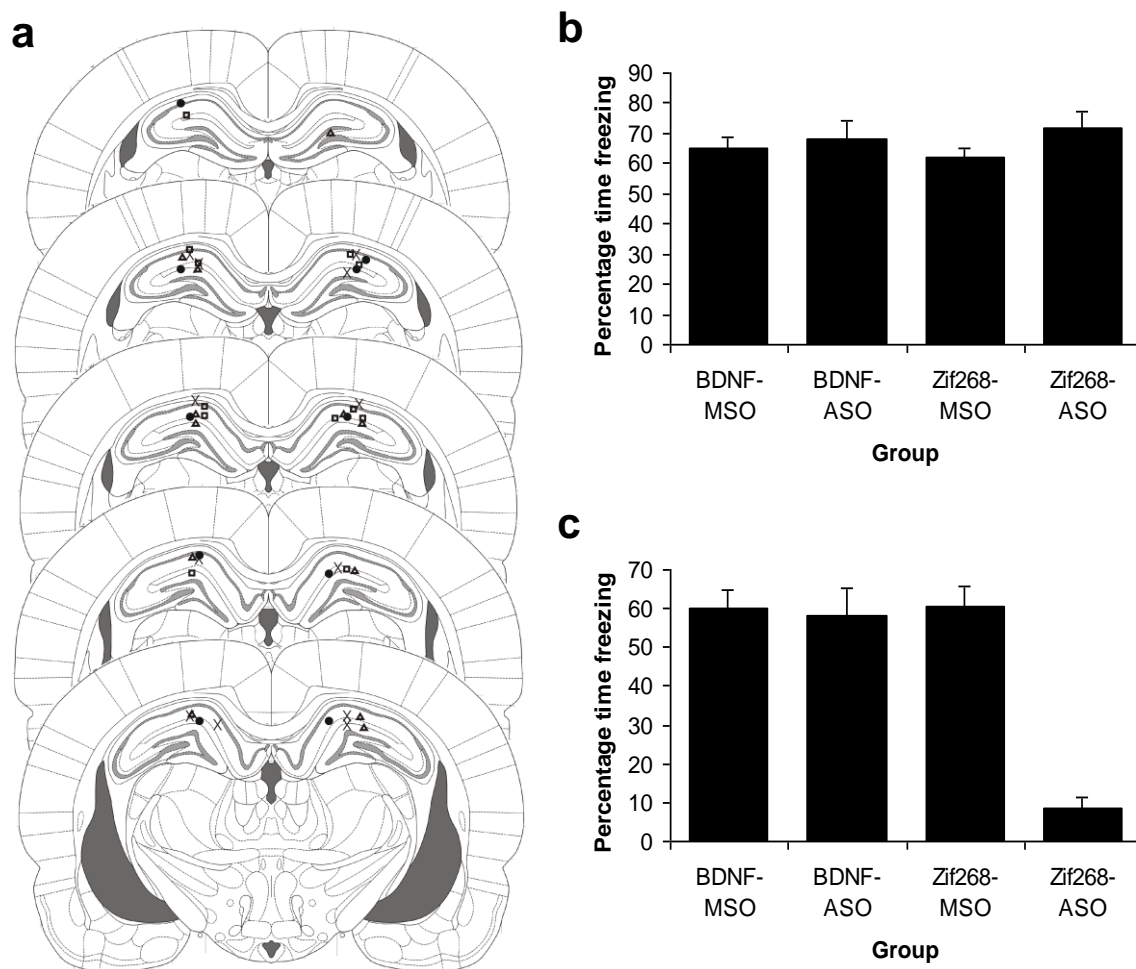 a
b
Percentage time freezing
90
80
70
60
50
40
30
20
10
0
BDNF-
MSO
BDNF-
ASO
Zif268-
MSO
Zif268-
ASO
Group
c
Percentage time freezing
70
60
50
40
30
20
10
0
BDNF-
MSO
BDNF-
ASO
Zif268-
MSO
Zif268-
ASO
Group